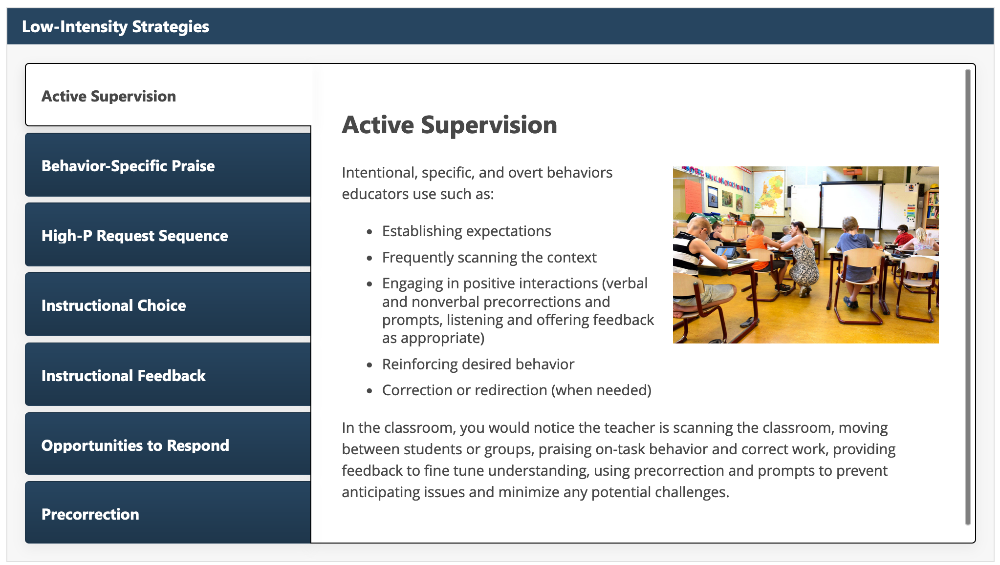 Low-Intensity Strategies
Active Supervision
Behavior-Specific Praise
High-P Request Sequence
Instructional Choice
Instructional Feedback
Opportunities to Respond
Precorrection
Active Supervision
Intentional, specific, and overt behaviors
educators use such as:
• Establishing expectations
• Frequently scanning the context
• Engaging in positive interactions (verbal
and nonverbal precorrections and
prompts, listening and offering feedback
as appropriate)
• Reinforcing desired behavior
• Correction or redirection (when needed)
In the classroom, you would notice the teacher is scanning the classroom, moving
between students or groups, praising on-task behavior and correct work, providing
feedback to fine tune understanding, using precorrection and prompts to prevent
anticipating issues and minimize any potential challenges.